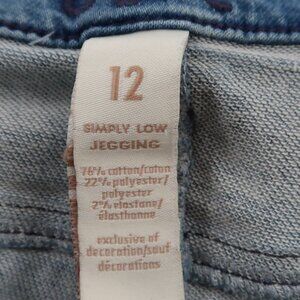 12
SIMPLY LOW
JEGGING
76% cotton/coton
22% polyester/
polyester
2% elastane/
élasthanne
exclusive of
decoration/sauf
décorations